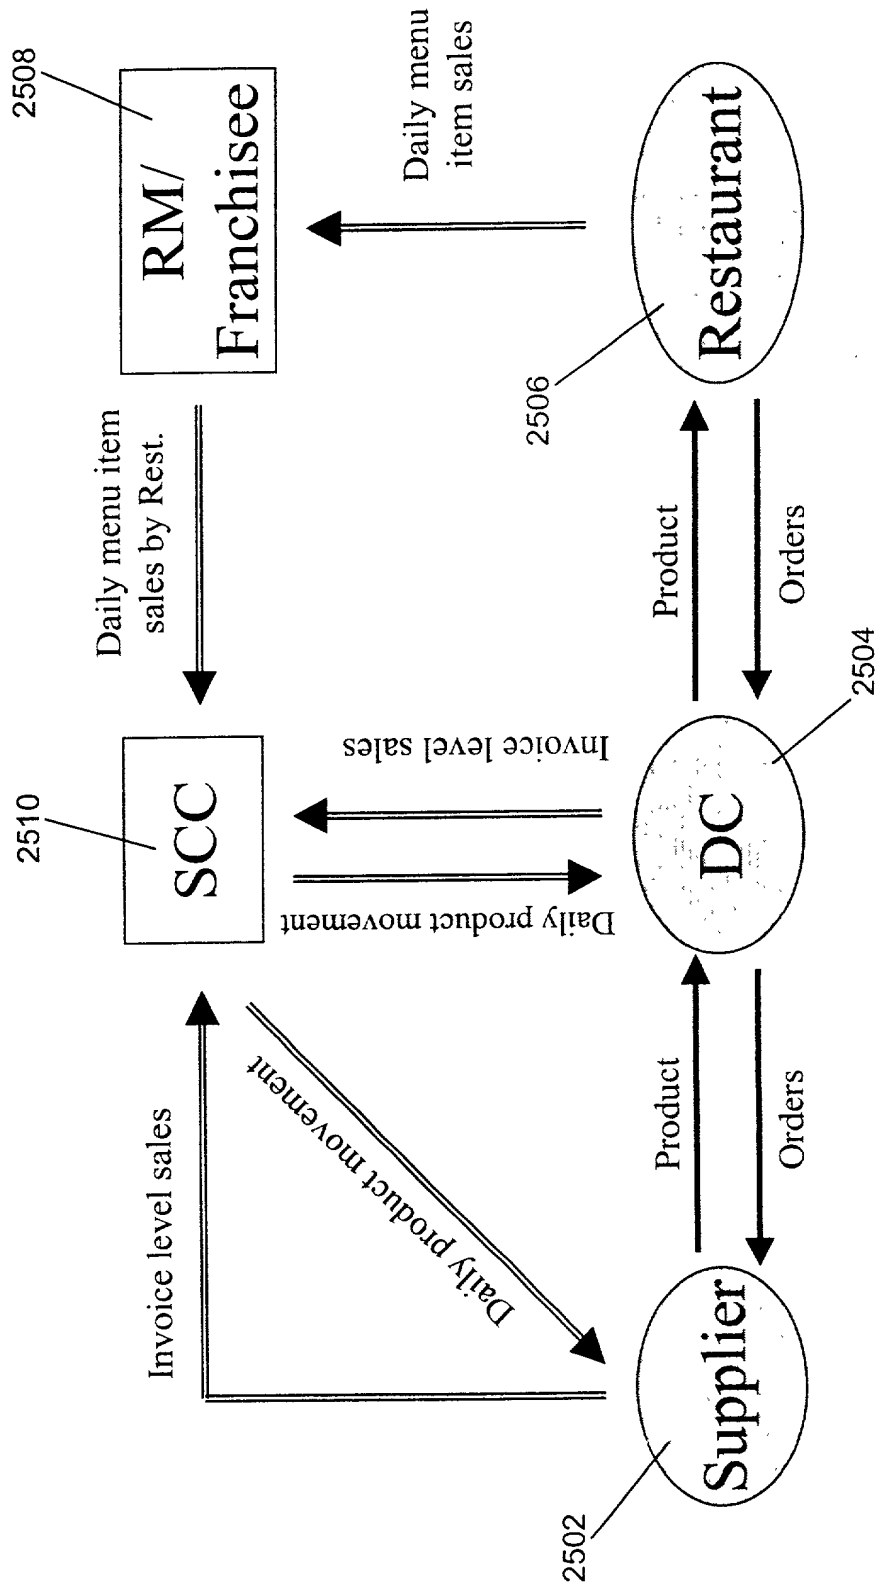 2510
2508
SCC
RM/
Franchisee
Daily menu item
sales by Rest.
Invoice level sales
Daily product movement
Daily product movement
Invoice level sales
Daily menu
item sales
2502
2506
Product
Product
Supplier
DC
Restaurant
Orders
Orders
2504